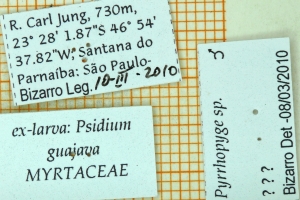 R. Carl Jung, 730m,
23° 28' 1.87"S 46° 54'
37.82"W: Santana do
Parnaíba: São Paulo-
Bizarro Leg. 10-III-2010
ex-larva: Psidium
guajava
MYRTACEAE
Pyrrhopyge sp.
? ? ?
Bizarro Det -08/03/2010